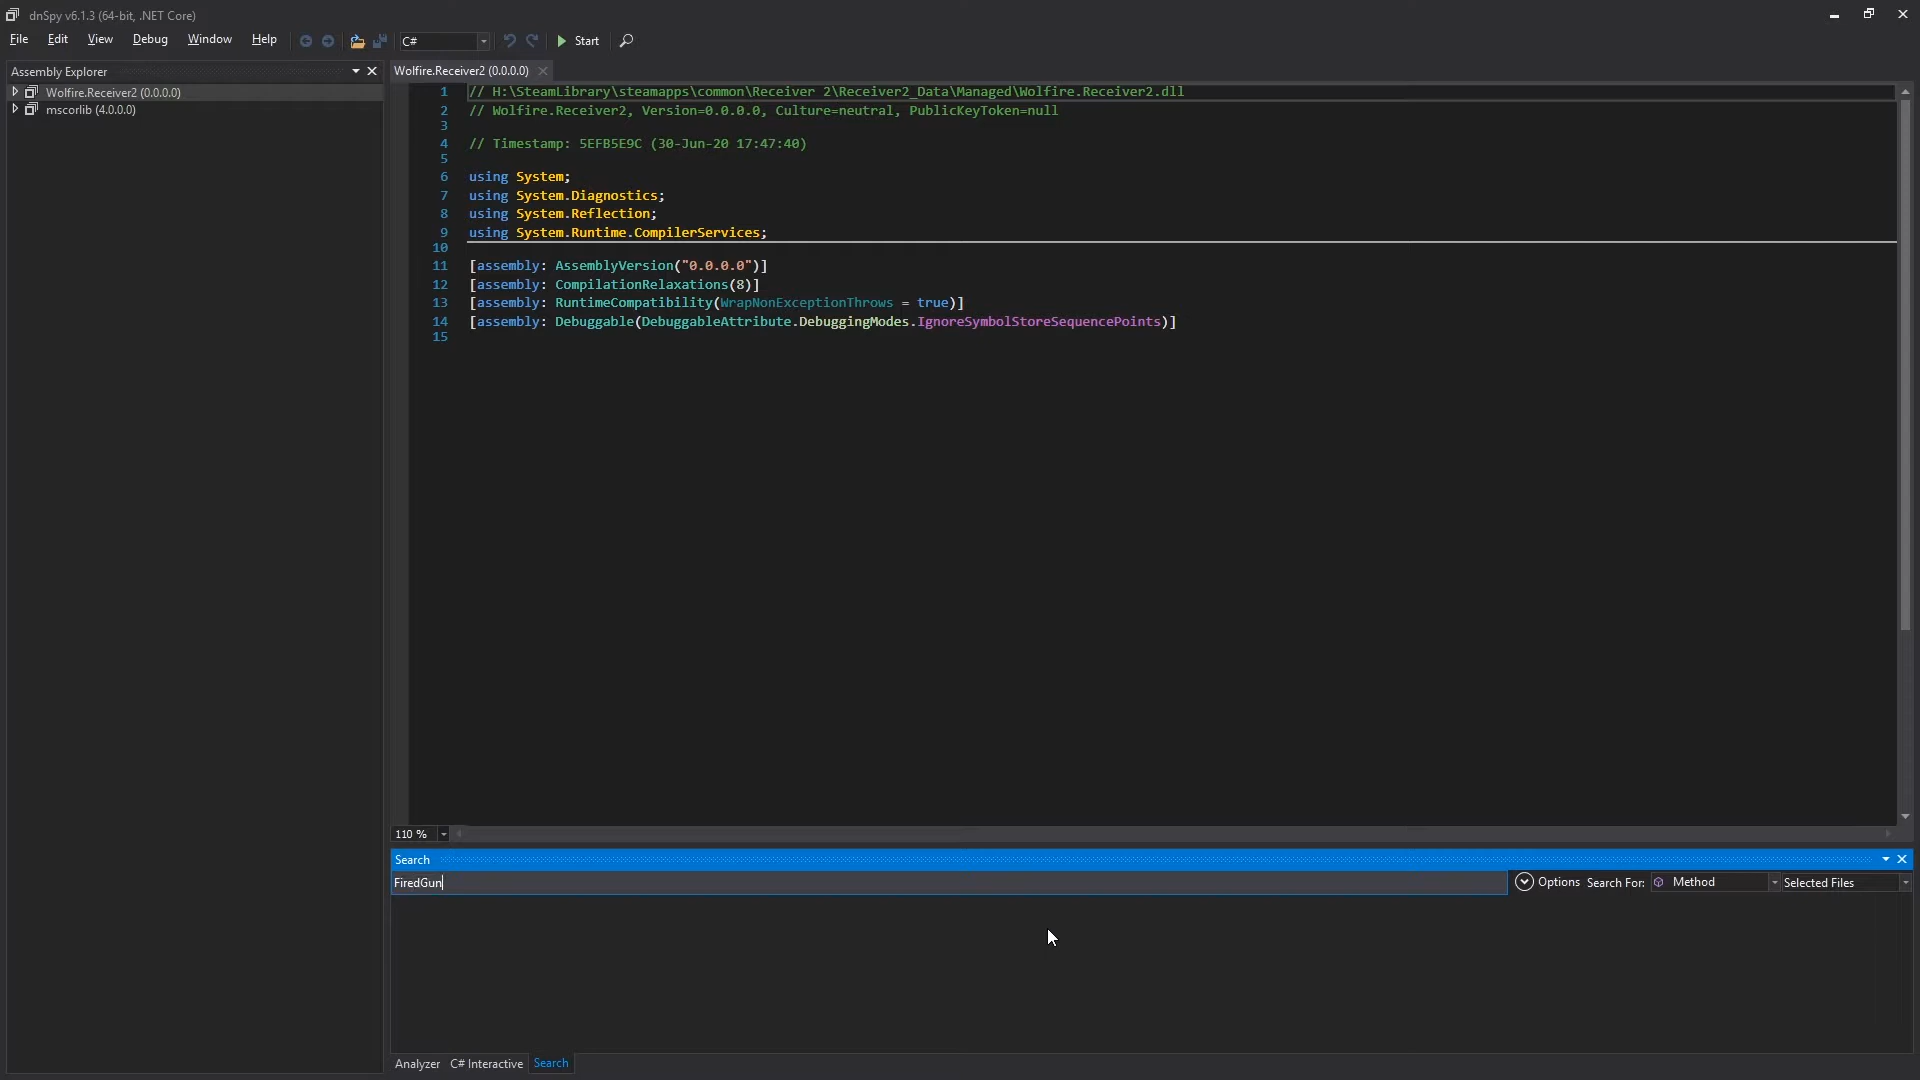 dnSpy v6.1.3 (64-bit, .NET Core)
File Edit View Debug Window Help C# Start
Assembly Explorer
Wolfire.Receiver2 (0.0.0.0)
mscorlib (4.0.0.0)
Wolfire.Receiver2 (0.0.0.0)
1 // H:\SteamLibrary\steamapps\common\Receiver 2\Receiver2_Data\Managed\Wolfire.Receiver2.dll
2 // Wolfire.Receiver2, Version=0.0.0.0, Culture=neutral, PublicKeyToken=null
3
4 // Timestamp: 5EFB5E9C (30-Jun-20 17:47:40)
5
6 using System;
7 using System.Diagnostics;
8 using System.Reflection;
9 using System.Runtime.CompilerServices;
10
11 [assembly: AssemblyVersion("0.0.0.0")]
12 [assembly: CompilationRelaxations(8)]
13 [assembly: RuntimeCompatibility(WrapNonExceptionThrows = true)]
14 [assembly: Debuggable(DebuggableAttribute.DebuggingModes.IgnoreSymbolStoreSequencePoints)]
15
110 %
Search
FiredGun Options Search For: Method Selected Files
Analyzer C# Interactive Search